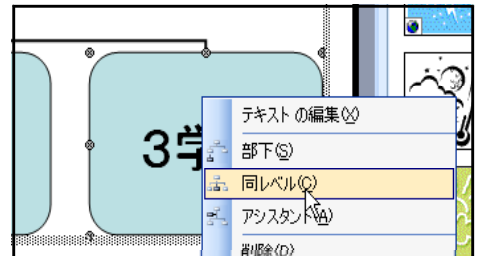 テキストの編集(X)
3学
部下(S)
同レベル(C)
アシスタント(A)
削除(D)